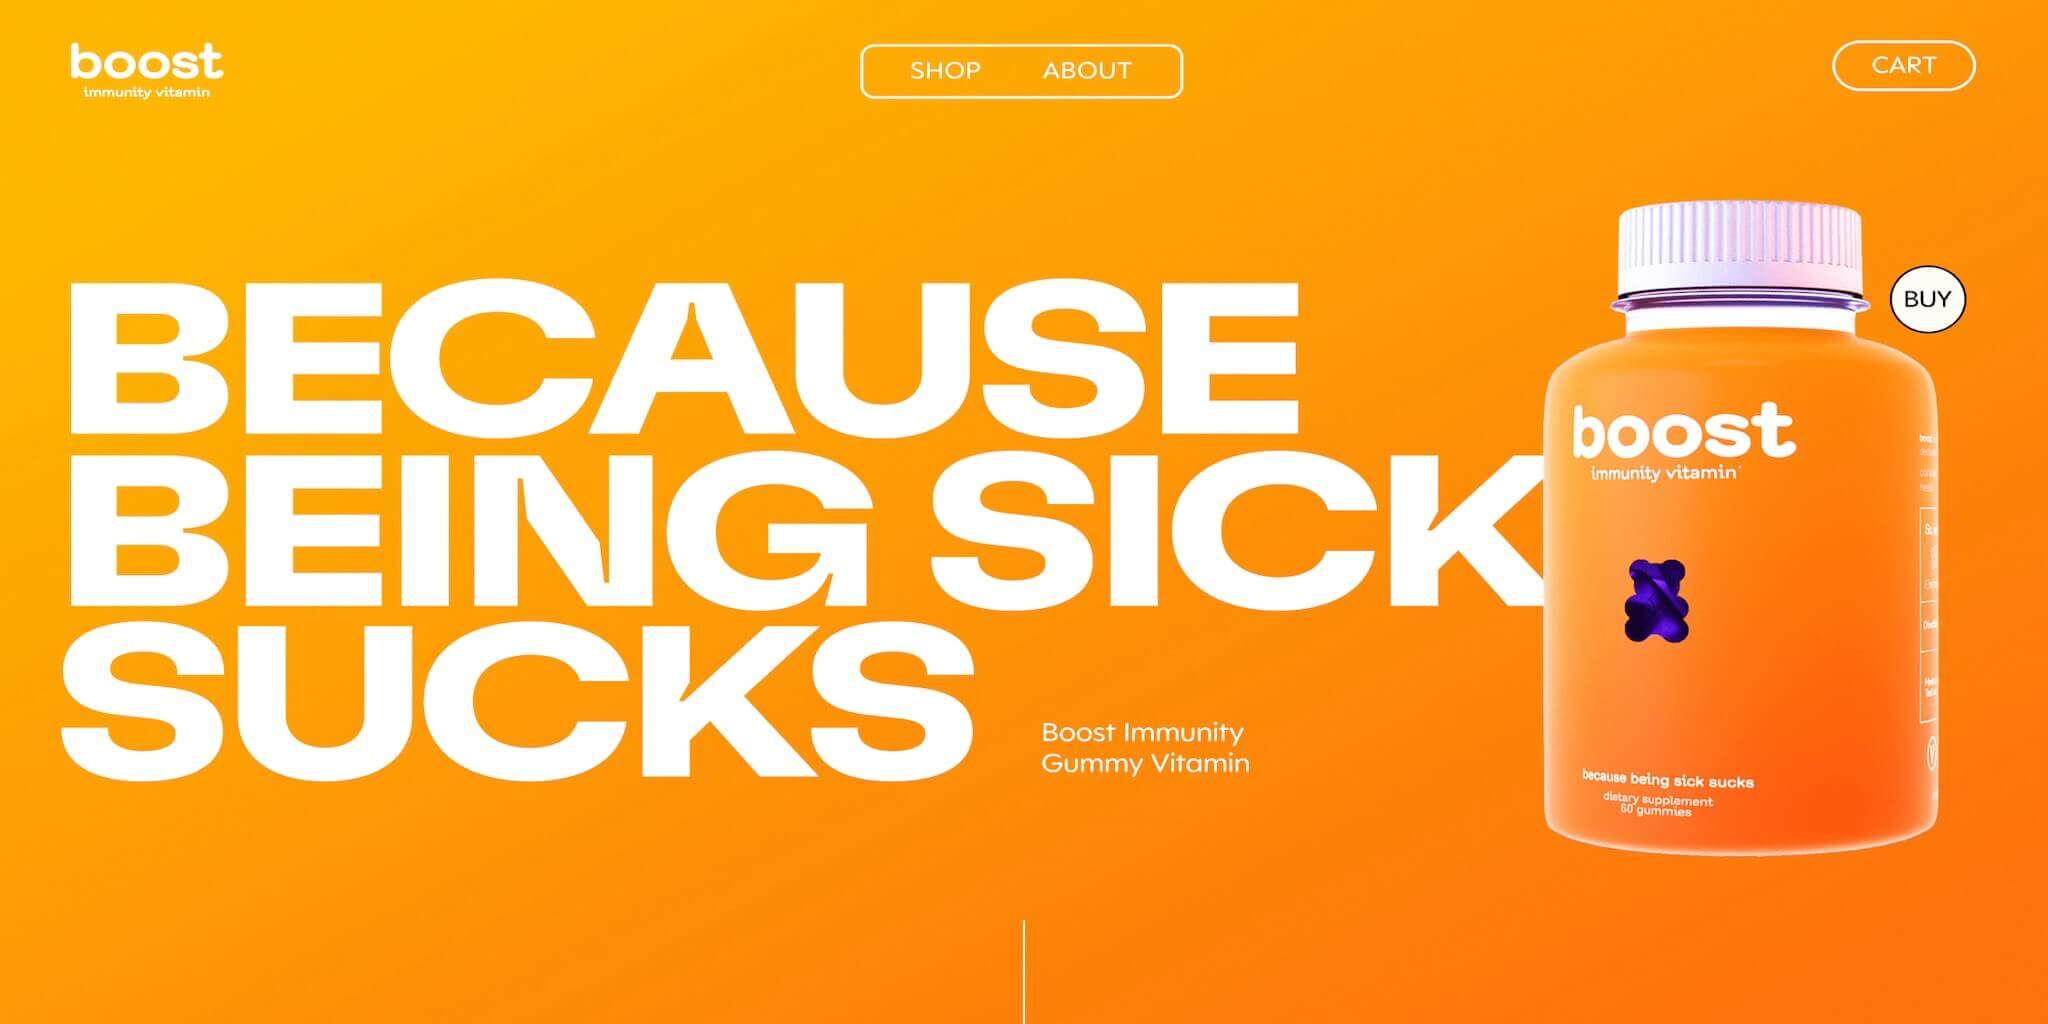 boost
immunity vitamin
SHOP ABOUT
CART
BECAUSE
BEING SICK
SUCKS
Boost Immunity
Gummy Vitamin
BUY
boost
immunity vitamin
because being sick sucks
dietary supplement
60 gummies